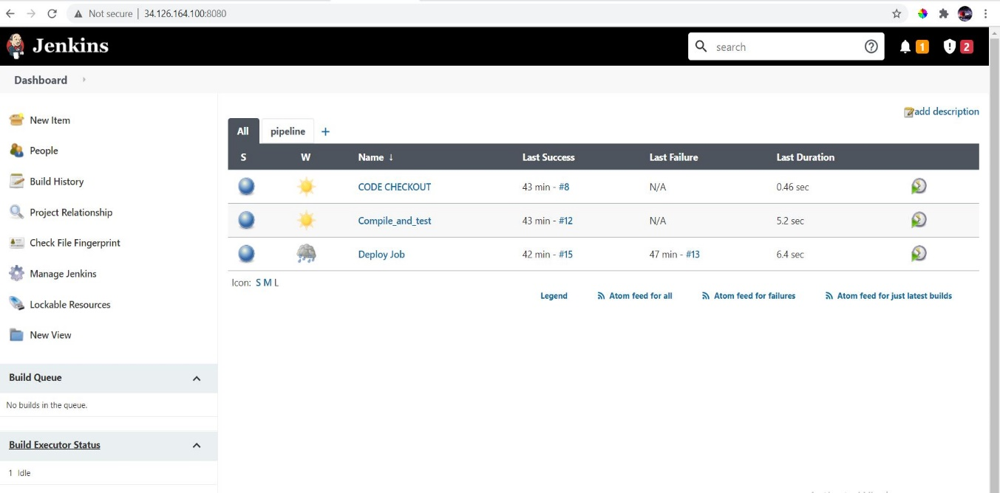 Not secure | 34.126.164.100:8080
Jenkins
search
1
2
Dashboard
New Item
People
Build History
Project Relationship
Check File Fingerprint
Manage Jenkins
Lockable Resources
New View
Build Queue
No builds in the queue.
Build Executor Status
1 Idle
add description
All pipeline +
S W Name ↓ Last Success Last Failure Last Duration
CODE CHECKOUT 43 min - #8 N/A 0.46 sec
Compile_and_test 43 min - #12 N/A 5.2 sec
Deploy Job 42 min - #15 47 min - #13 6.4 sec
Icon: S M L
Legend Atom feed for all Atom feed for failures Atom feed for just latest builds